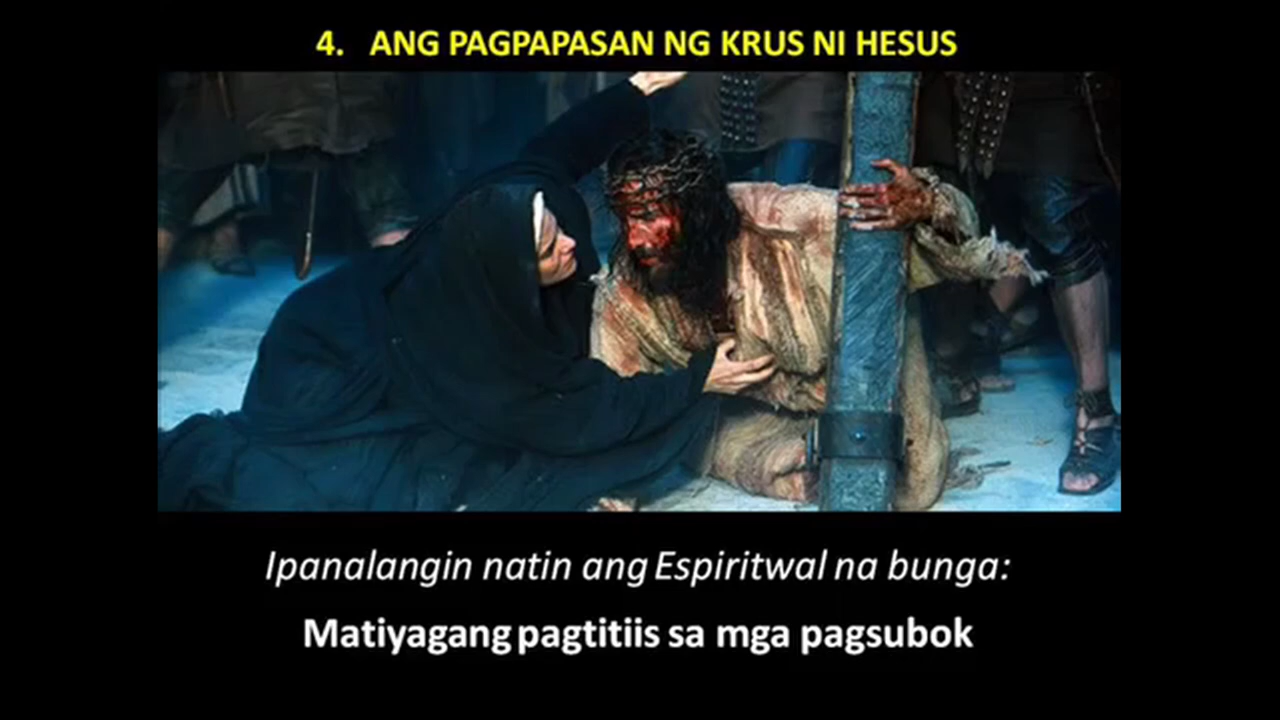 4. ANG PAGPAPASAN NG KRUS NI HESUS
Ipanalangin natin ang Espiritwal na bunga:
Matiyagang pagtitiis sa mga pagsubok